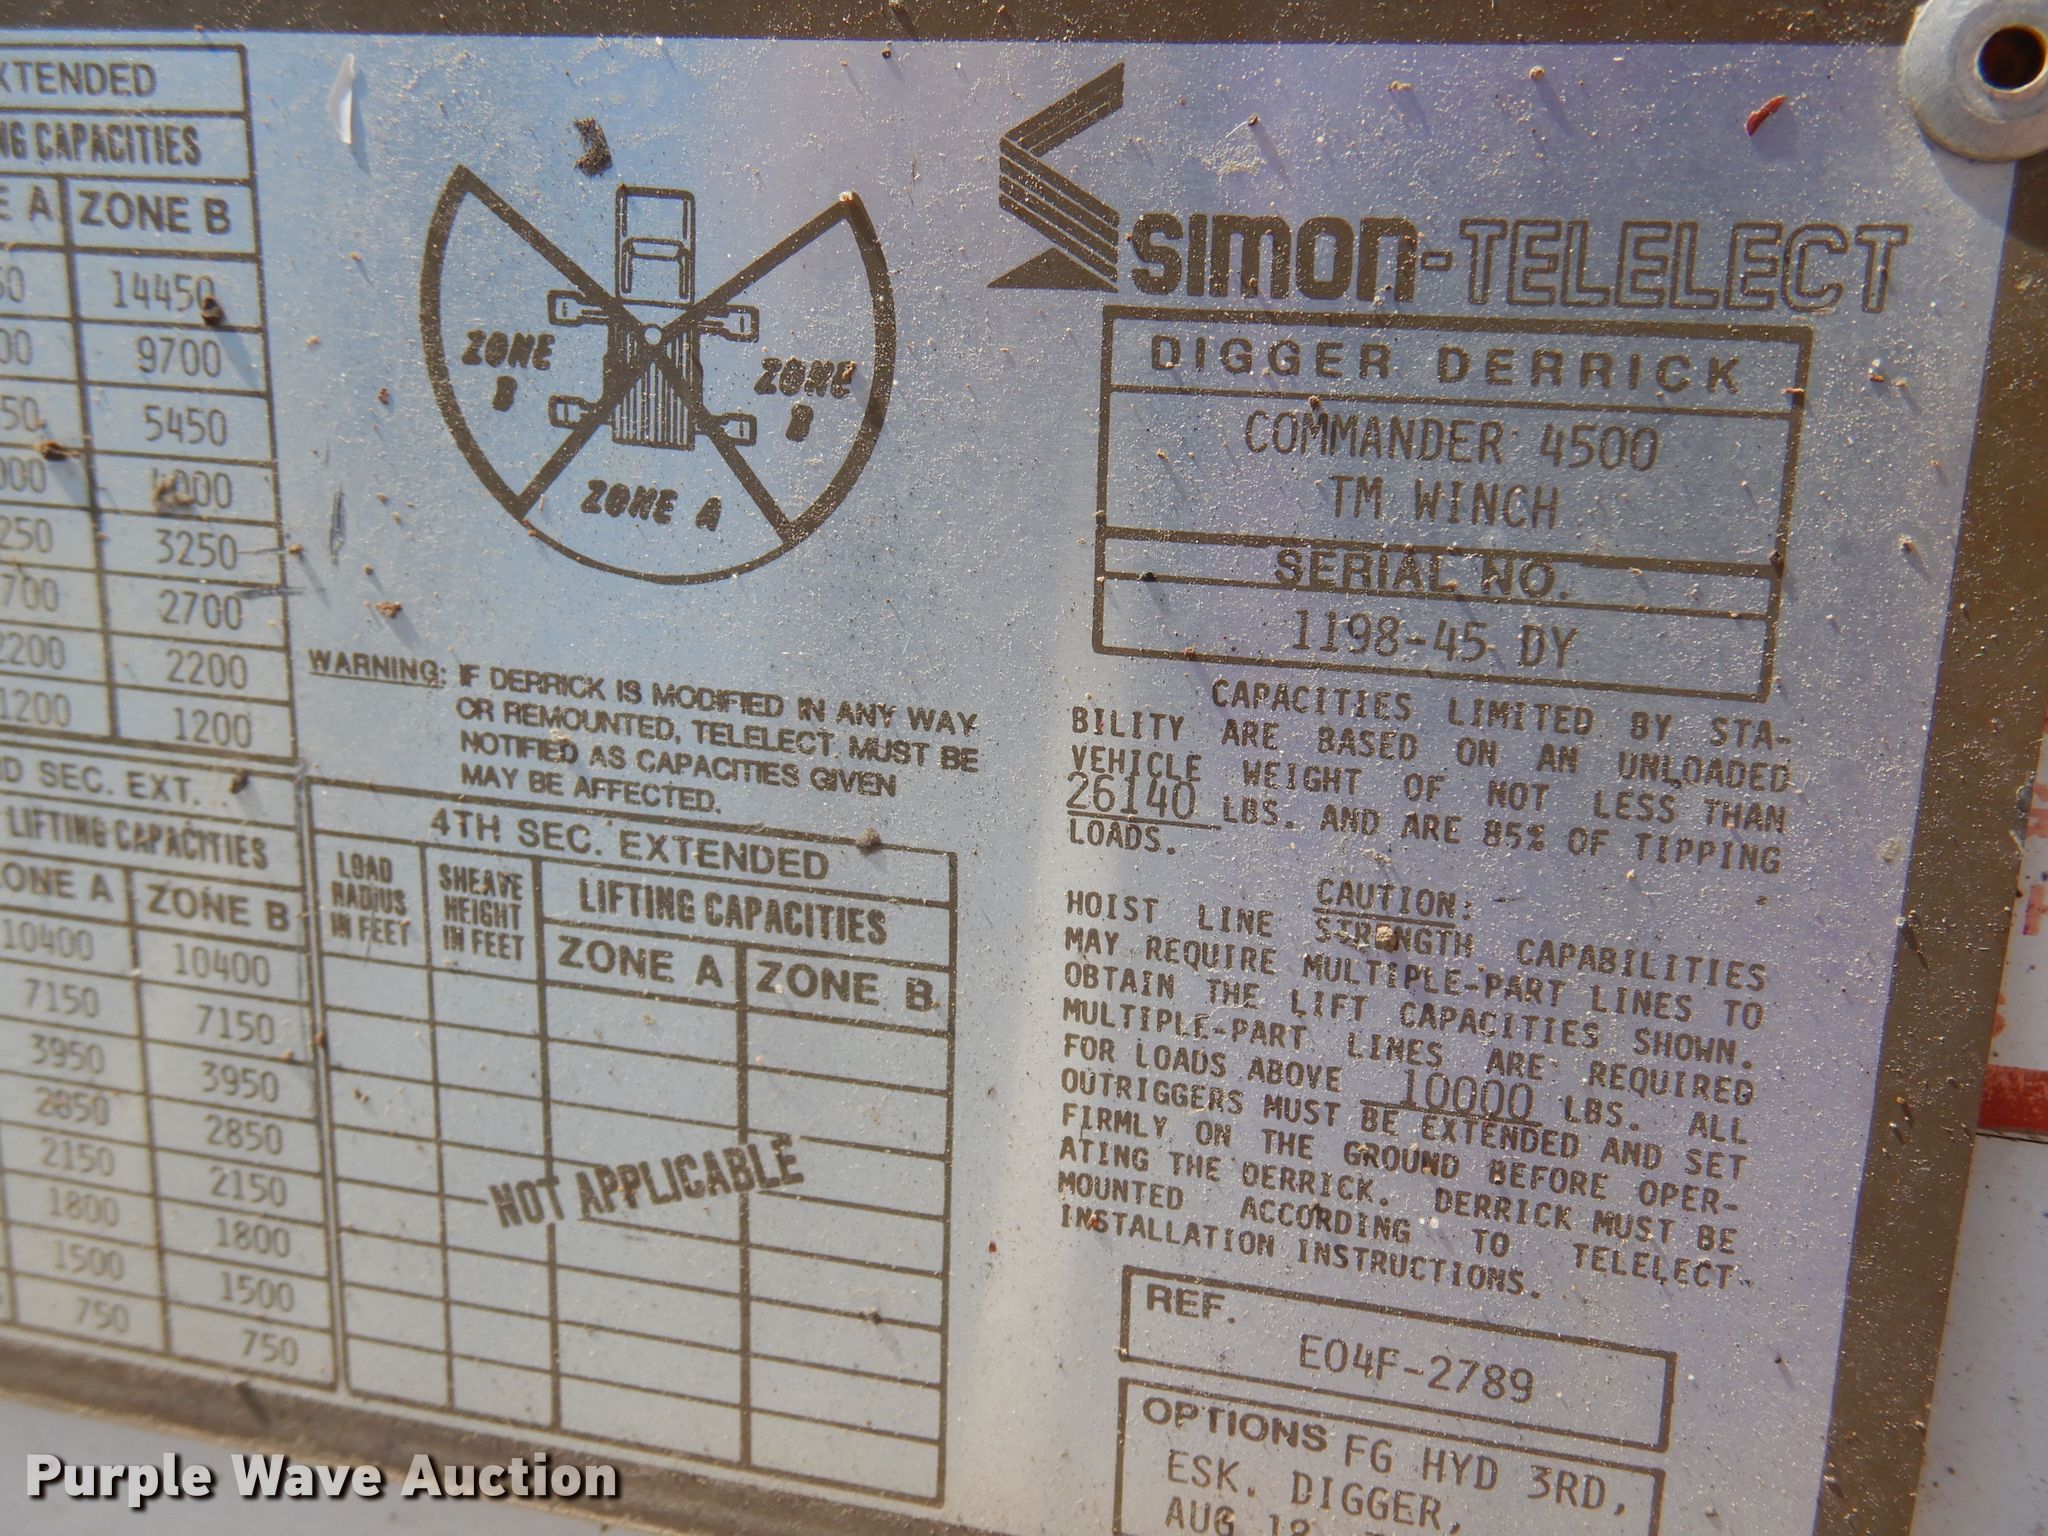 EXTENDED
CAPACITIES
A ZONE B
14450
9700
5450
4000
3250
2700
2200 2200
1200 1200
SEC. EXT.
LIFTING CAPACITIES
ZONE A ZONE B
10400 10400
7150 7150
3950 3950
2850 2850
2150 2150
1800 1800
1500 1500
750 750
ZONE B
ZONE B
ZONE A
WARNING: IF DERRICK IS MODIFIED IN ANY WAY
OR REMOUNTED, TELELECT MUST BE
NOTIFIED AS CAPACITIES GIVEN
MAY BE AFFECTED.
4TH SEC. EXTENDED
LOAD RADIUS IN FEET
SHEAVE HEIGHT IN FEET
LIFTING CAPACITIES
ZONE A ZONE B
NOT APPLICABLE
SIMON-TELELECT
DIGGER DERRICK
COMMANDER 4500
TM WINCH
SERIAL NO.
1198-45 DY
CAPACITIES LIMITED BY STA-
BILITY ARE BASED ON AN UNLOADED
VEHICLE WEIGHT OF NOT LESS THAN
26140 LBS. AND ARE 85% OF TIPPING
LOADS.
CAUTION:
HOIST LINE STRENGTH CAPABILITIES
MAY REQUIRE MULTIPLE-PART LINES TO
OBTAIN THE LIFT CAPACITIES SHOWN.
MULTIPLE-PART LINES ARE REQUIRED
FOR LOADS ABOVE 10000 LBS. ALL
OUTRIGGERS MUST BE EXTENDED AND SET
FIRMLY ON THE GROUND BEFORE OPER-
ATING THE DERRICK. DERRICK MUST BE
MOUNTED ACCORDING TO TELELECT
INSTALLATION INSTRUCTIONS.
REF.
E04F-2789
OPTIONS FG HYD 3RD,
ESK. DIGGER,
AUG
Purple Wave Auction